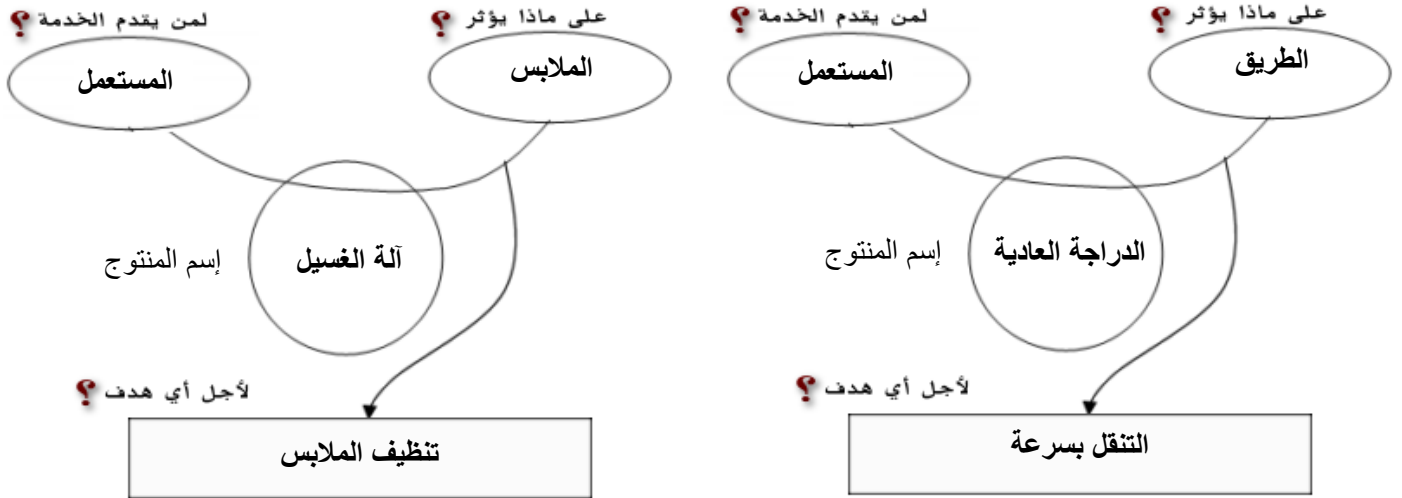 على ماذا يؤثر ؟
لمن يقدم الخدمة ؟
الطريق
المستعمل
الدراجة العادية
إسم المنتوج
لأجل أي هدف ؟
التنقل بسرعة
على ماذا يؤثر ؟
لمن يقدم الخدمة ؟
الملابس
المستعمل
آلة الغسيل
إسم المنتوج
لأجل أي هدف ؟
تنظيف الملابس